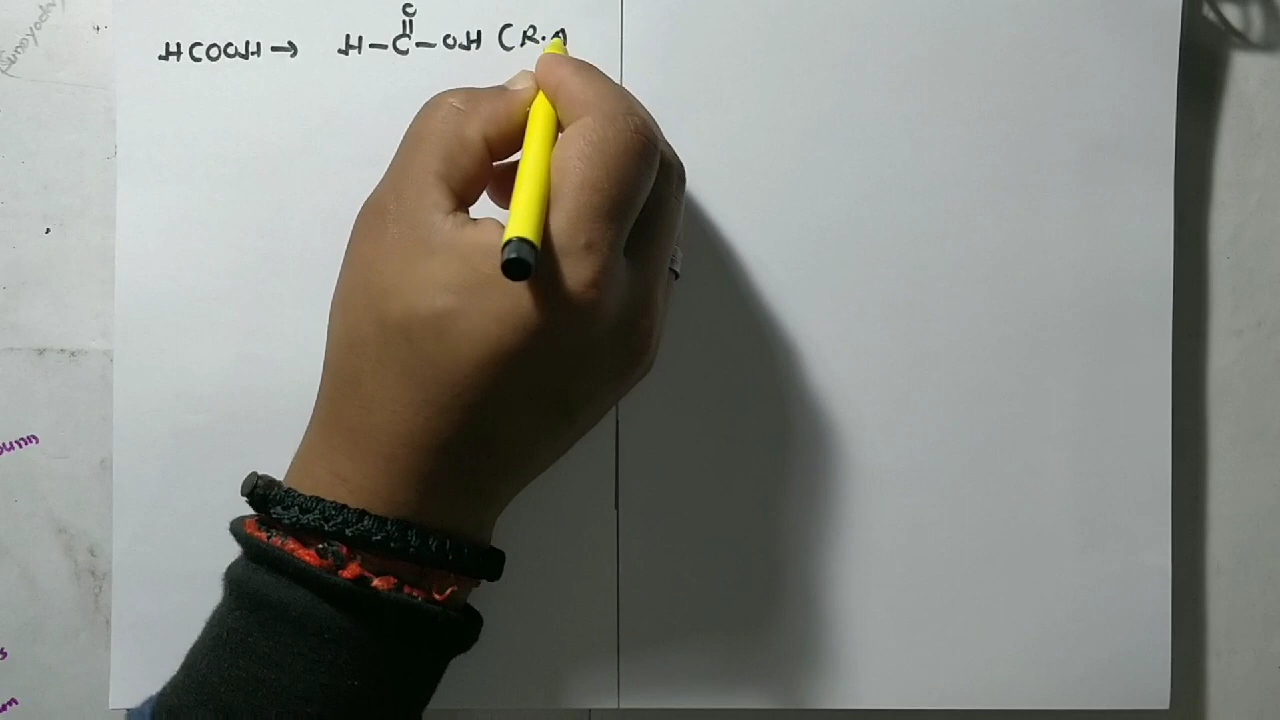 O
HCOOH → H-C-OH (R.A